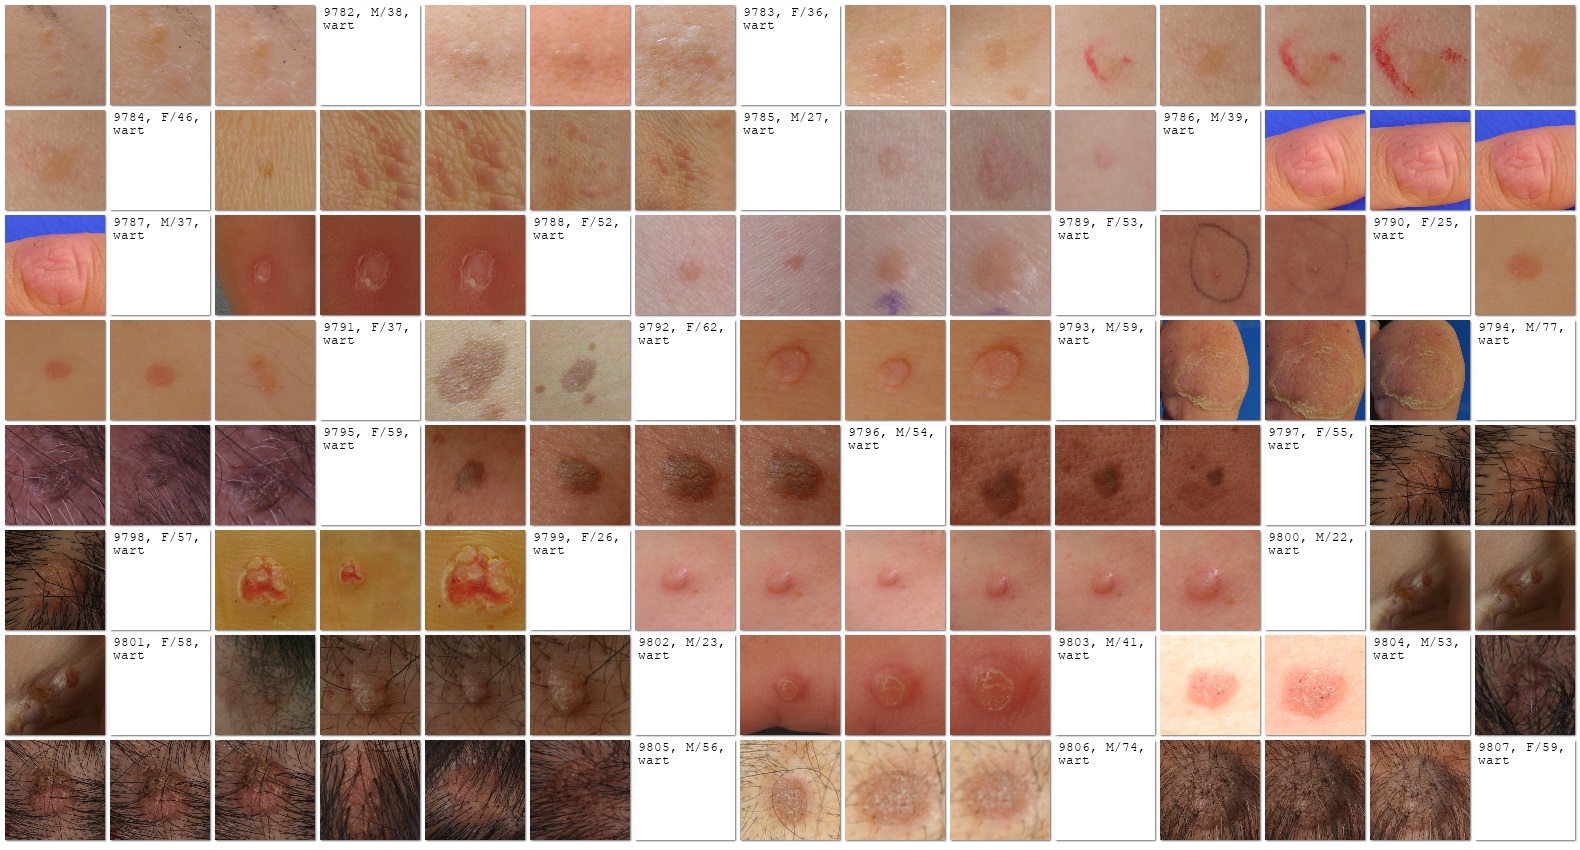 9782, M/38,
wart
9783, F/36,
wart
9784, F/46,
wart
9785, M/27,
wart
9786, M/39,
wart
9787, M/37,
wart
9788, F/52,
wart
9789, F/53,
wart
9790, F/25,
wart
9791, F/37,
wart
9792, F/62,
wart
9793, M/59,
wart
9794, M/77,
wart
9795, F/59,
wart
9796, M/54,
wart
9797, F/55,
wart
9798, F/57,
wart
9799, F/26,
wart
9800, M/22,
wart
9801, F/58,
wart
9802, M/23,
wart
9803, M/41,
wart
9804, M/53,
wart
9805, M/56,
wart
9806, M/74,
wart
9807, F/59,
wart